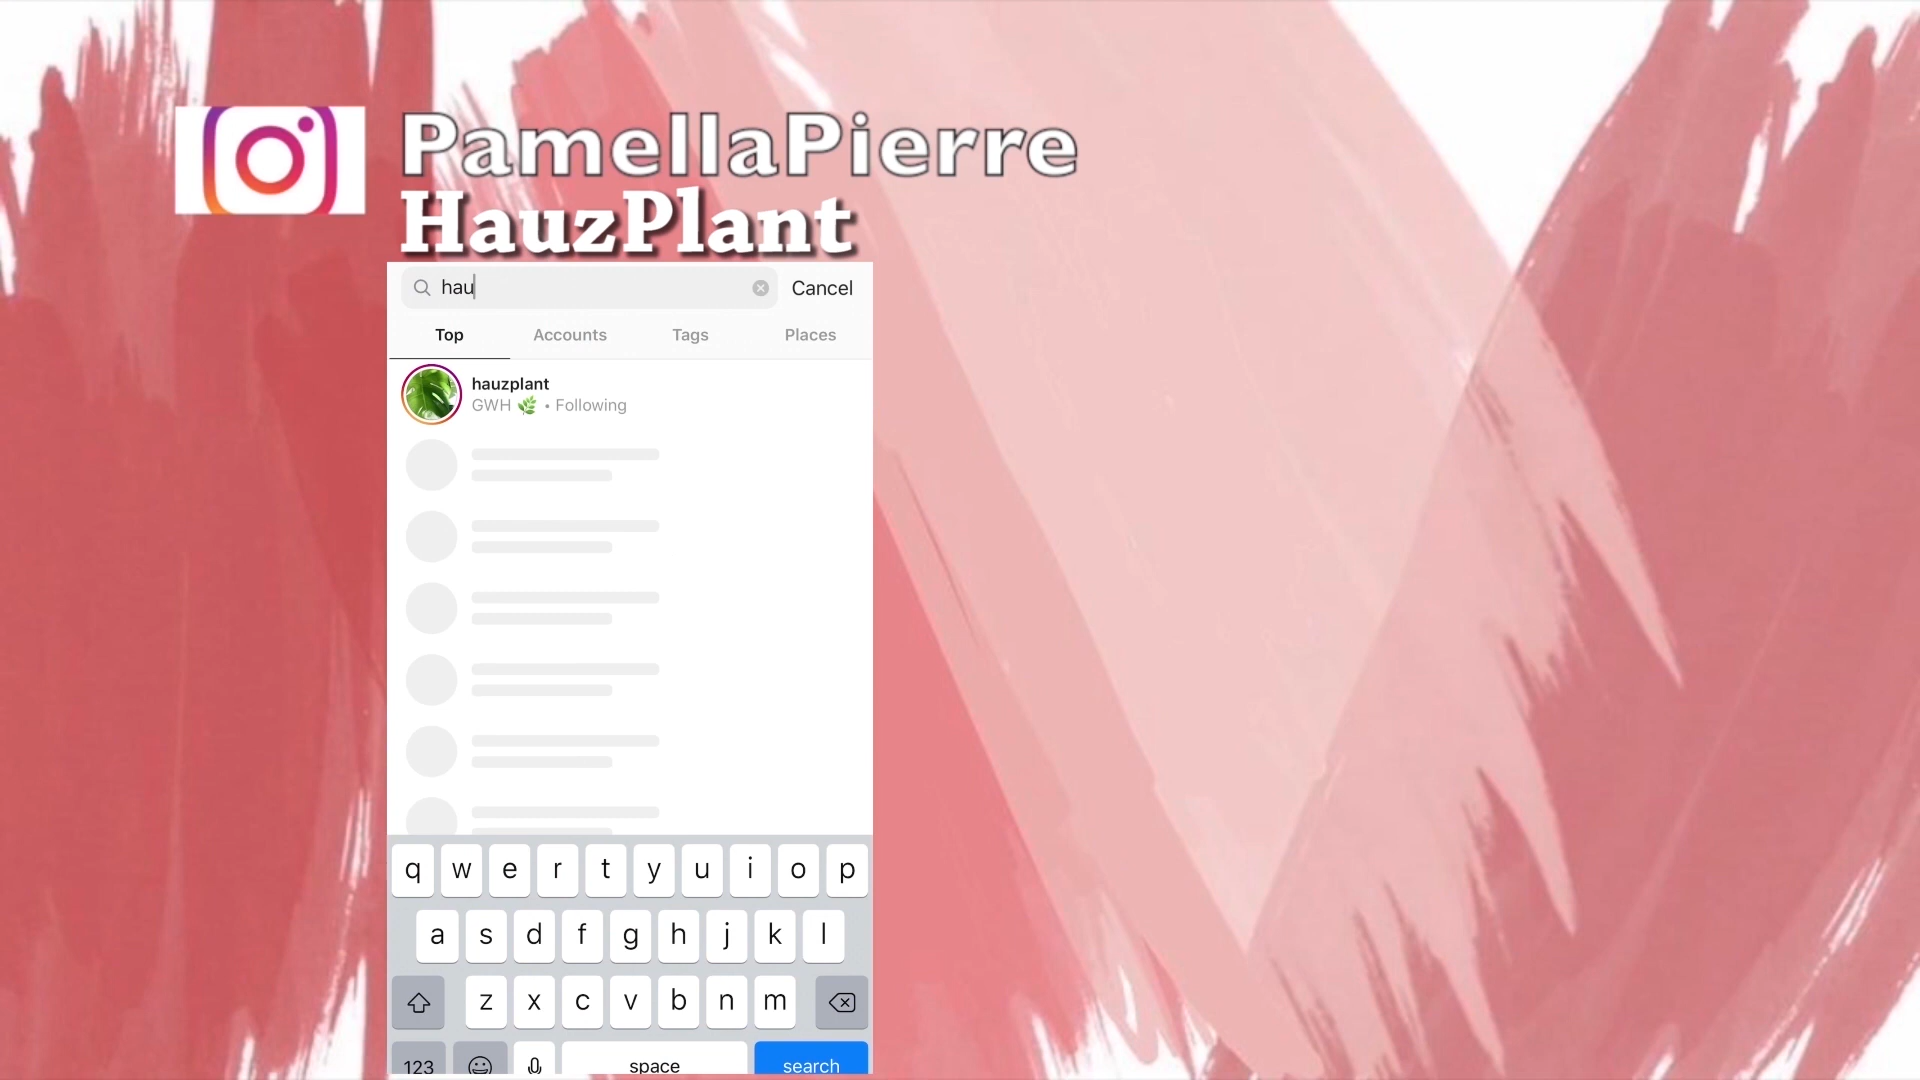 PamellaPierre
HauzPlant
hau Cancel
Top Accounts Tags Places
hauzplant
GWH 🌿 • Following
q w e r t y u i o p
a s d f g h j k l
z x c v b n m
123 space search